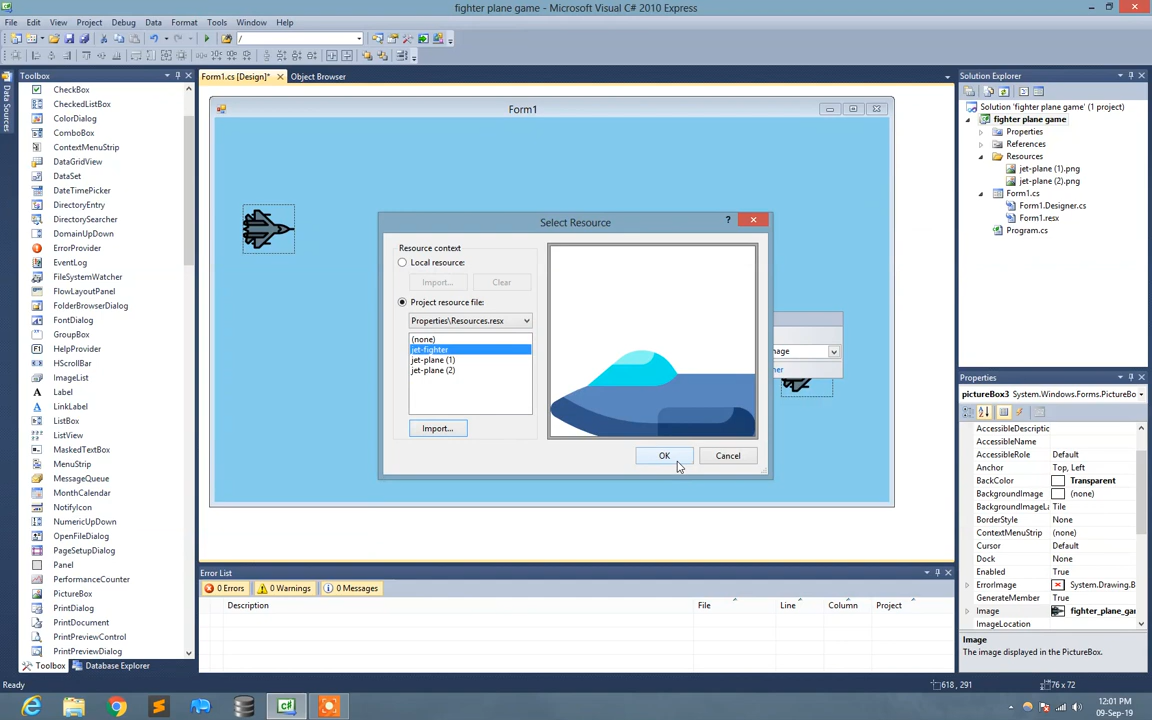 fighter plane game - Microsoft Visual C# 2010 Express
File Edit View Project Debug Data Format Tools Window Help
/
Toolbox
Form1.cs [Design]*
Object Browser
Solution Explorer
Data Sources
CheckBox
CheckedListBox
ColorDialog
ComboBox
ContextMenuStrip
DataGridView
DataSet
DateTimePicker
DirectoryEntry
DirectorySearcher
DomainUpDown
ErrorProvider
EventLog
FileSystemWatcher
FlowLayoutPanel
FolderBrowserDialog
FontDialog
GroupBox
HelpProvider
HScrollBar
ImageList
Label
LinkLabel
ListBox
ListView
MaskedTextBox
MenuStrip
MessageQueue
MonthCalendar
NotifyIcon
NumericUpDown
OpenFileDialog
PageSetupDialog
Panel
PerformanceCounter
PictureBox
PrintDialog
PrintDocument
PrintPreviewControl
PrintPreviewDialog
Toolbox
Database Explorer
Form1
Select Resource
?
Resource context
Local resource:
Import...
Clear
Project resource file:
Properties\Resources.resx
(none)
jet-fighter
jet-plane (1)
jet-plane (2)
Import...
OK
Cancel
mage
ner
Solution 'fighter plane game' (1 project)
fighter plane game
Properties
References
Resources
jet-plane (1).png
jet-plane (2).png
Form1.cs
Form1.Designer.cs
Form1.resx
Program.cs
Properties
pictureBox3 System.Windows.Forms.PictureBo
AccessibleDescriptic
AccessibleName
AccessibleRole Default
Anchor Top, Left
BackColor Transparent
BackgroundImage (none)
BackgroundImageLa Tile
BorderStyle None
ContextMenuStrip (none)
Cursor Default
Dock None
Enabled True
ErrorImage System.Drawing.B
GenerateMember True
Image fighter_plane_gar
ImageLocation
Image
The image displayed in the PictureBox.
Error List
0 Errors 0 Warnings 0 Messages
Description File Line Column Project
Ready
618 , 291
76 x 72
12:01 PM
09-Sep-19